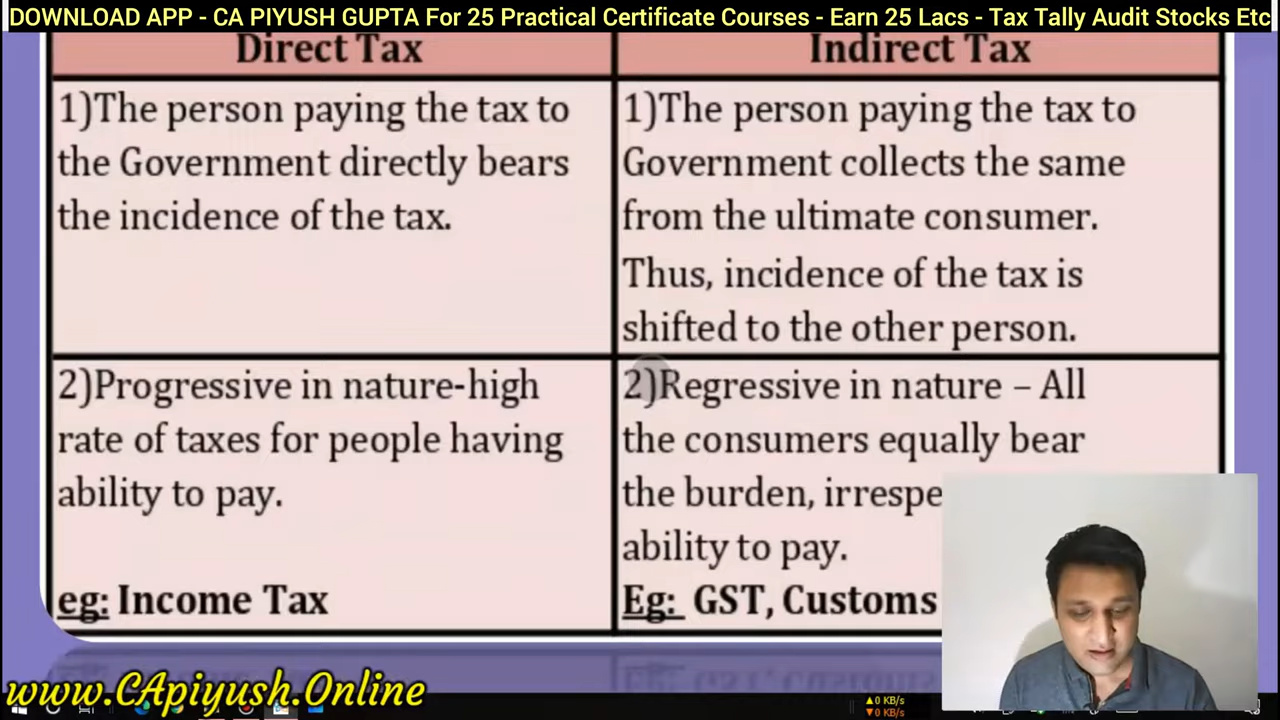 DOWNLOAD APP - CA PIYUSH GUPTA For 25 Practical Certificate Courses - Earn 25 Lacs - Tax Tally Audit Stocks Etc
Direct Tax
Indirect Tax
1)The person paying the tax to
the Government directly bears
the incidence of the tax.
1)The person paying the tax to
Government collects the same
from the ultimate consumer.
Thus, incidence of the tax is
shifted to the other person.
2)Progressive in nature-high
rate of taxes for people having
ability to pay.
eg: Income Tax
2)Regressive in nature – All
the consumers equally bear
the burden, irrespe
ability to pay.
Eg: GST, Customs
www.CApiyush.Online
▲0 KB/s
▼0 KB/s